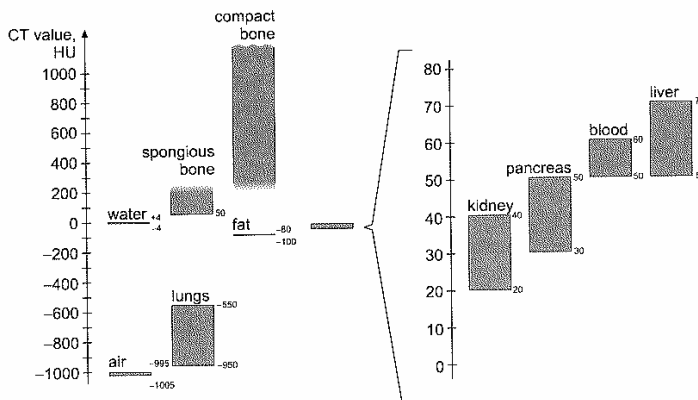 CT value,
HU
1000
800
600
400
200
0
−200
−400
−600
−800
−1000
compact
bone
spongious
bone
50
water
+4
−4
fat
−80
−100
lungs
−550
−950
air
−995
−1005
80
70
60
50
40
30
20
10
0
kidney
40
20
pancreas
50
30
blood
60
50
liver